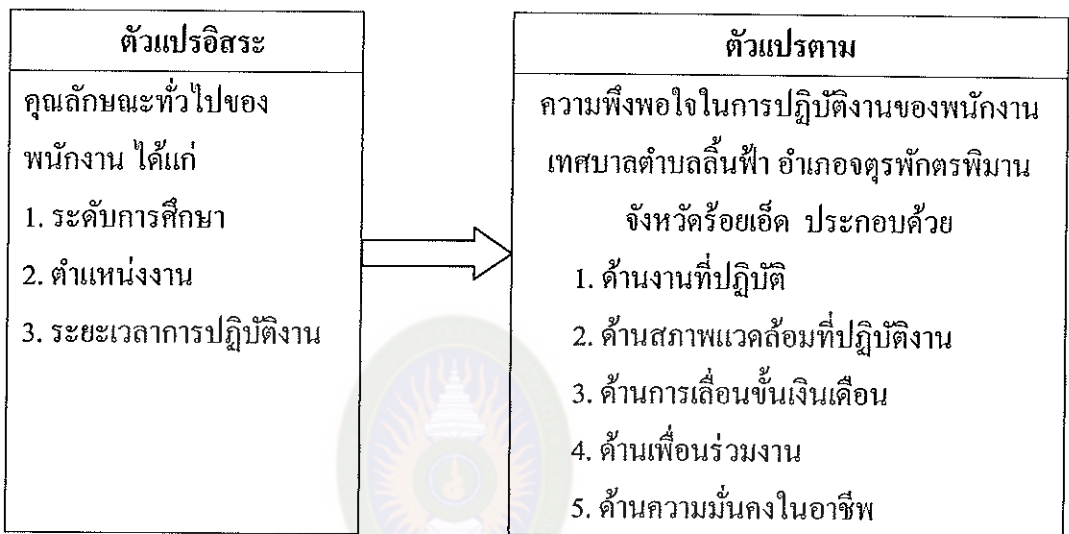 ตัวแปรอิสระ
คุณลักษณะทั่วไปของ
พนักงาน ได้แก่
1. ระดับการศึกษา
2. ตำแหน่งงาน
3. ระยะเวลาการปฏิบัติงาน
ตัวแปรตาม
ความพึงพอใจในการปฏิบัติงานของพนักงาน
เทศบาลตำบลลิ้นฟ้า อำเภอจตุรพักตรพิมาน
จังหวัดร้อยเอ็ด ประกอบด้วย
1. ด้านงานที่ปฏิบัติ
2. ด้านสภาพแวดล้อมที่ปฏิบัติงาน
3. ด้านการเลื่อนขั้นเงินเดือน
4. ด้านเพื่อนร่วมงาน
5. ด้านความมั่นคงในอาชีพ